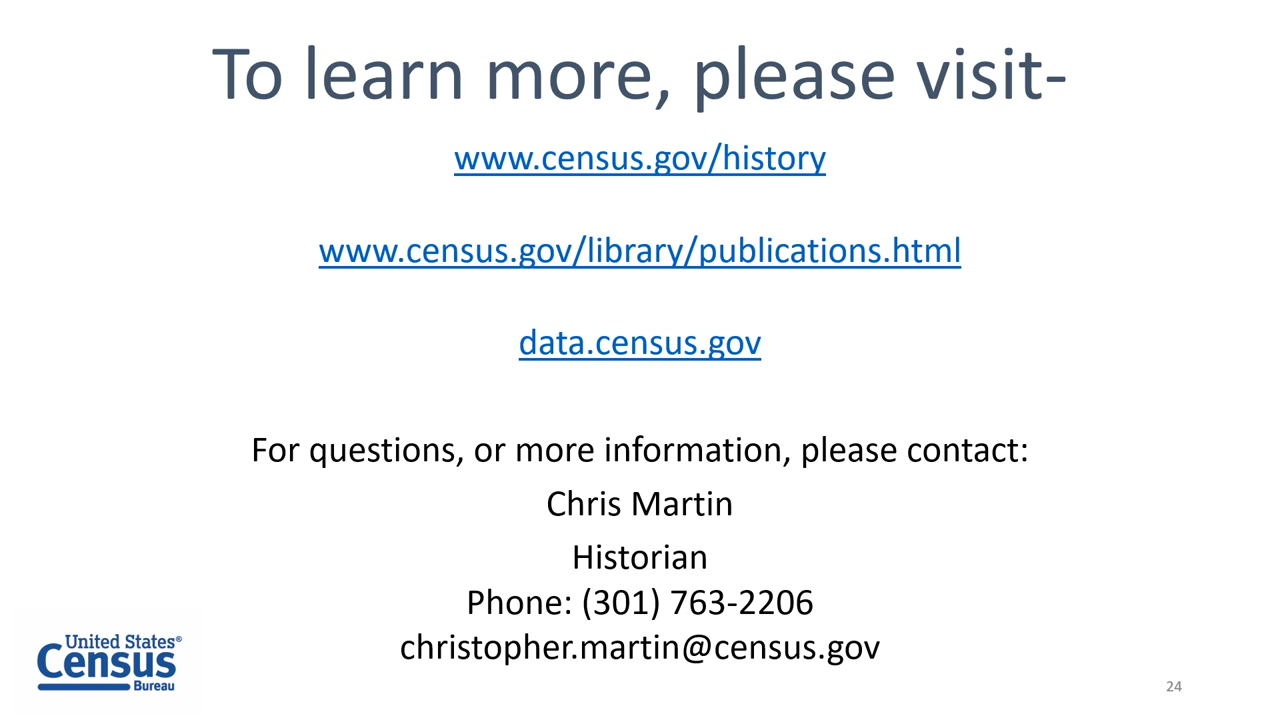 To learn more, please visit-
www.census.gov/history
www.census.gov/library/publications.html
data.census.gov
For questions, or more information, please contact:
Chris Martin
Historian
Phone: (301) 763-2206
christopher.martin@census.gov
United States®
Census
Bureau
24